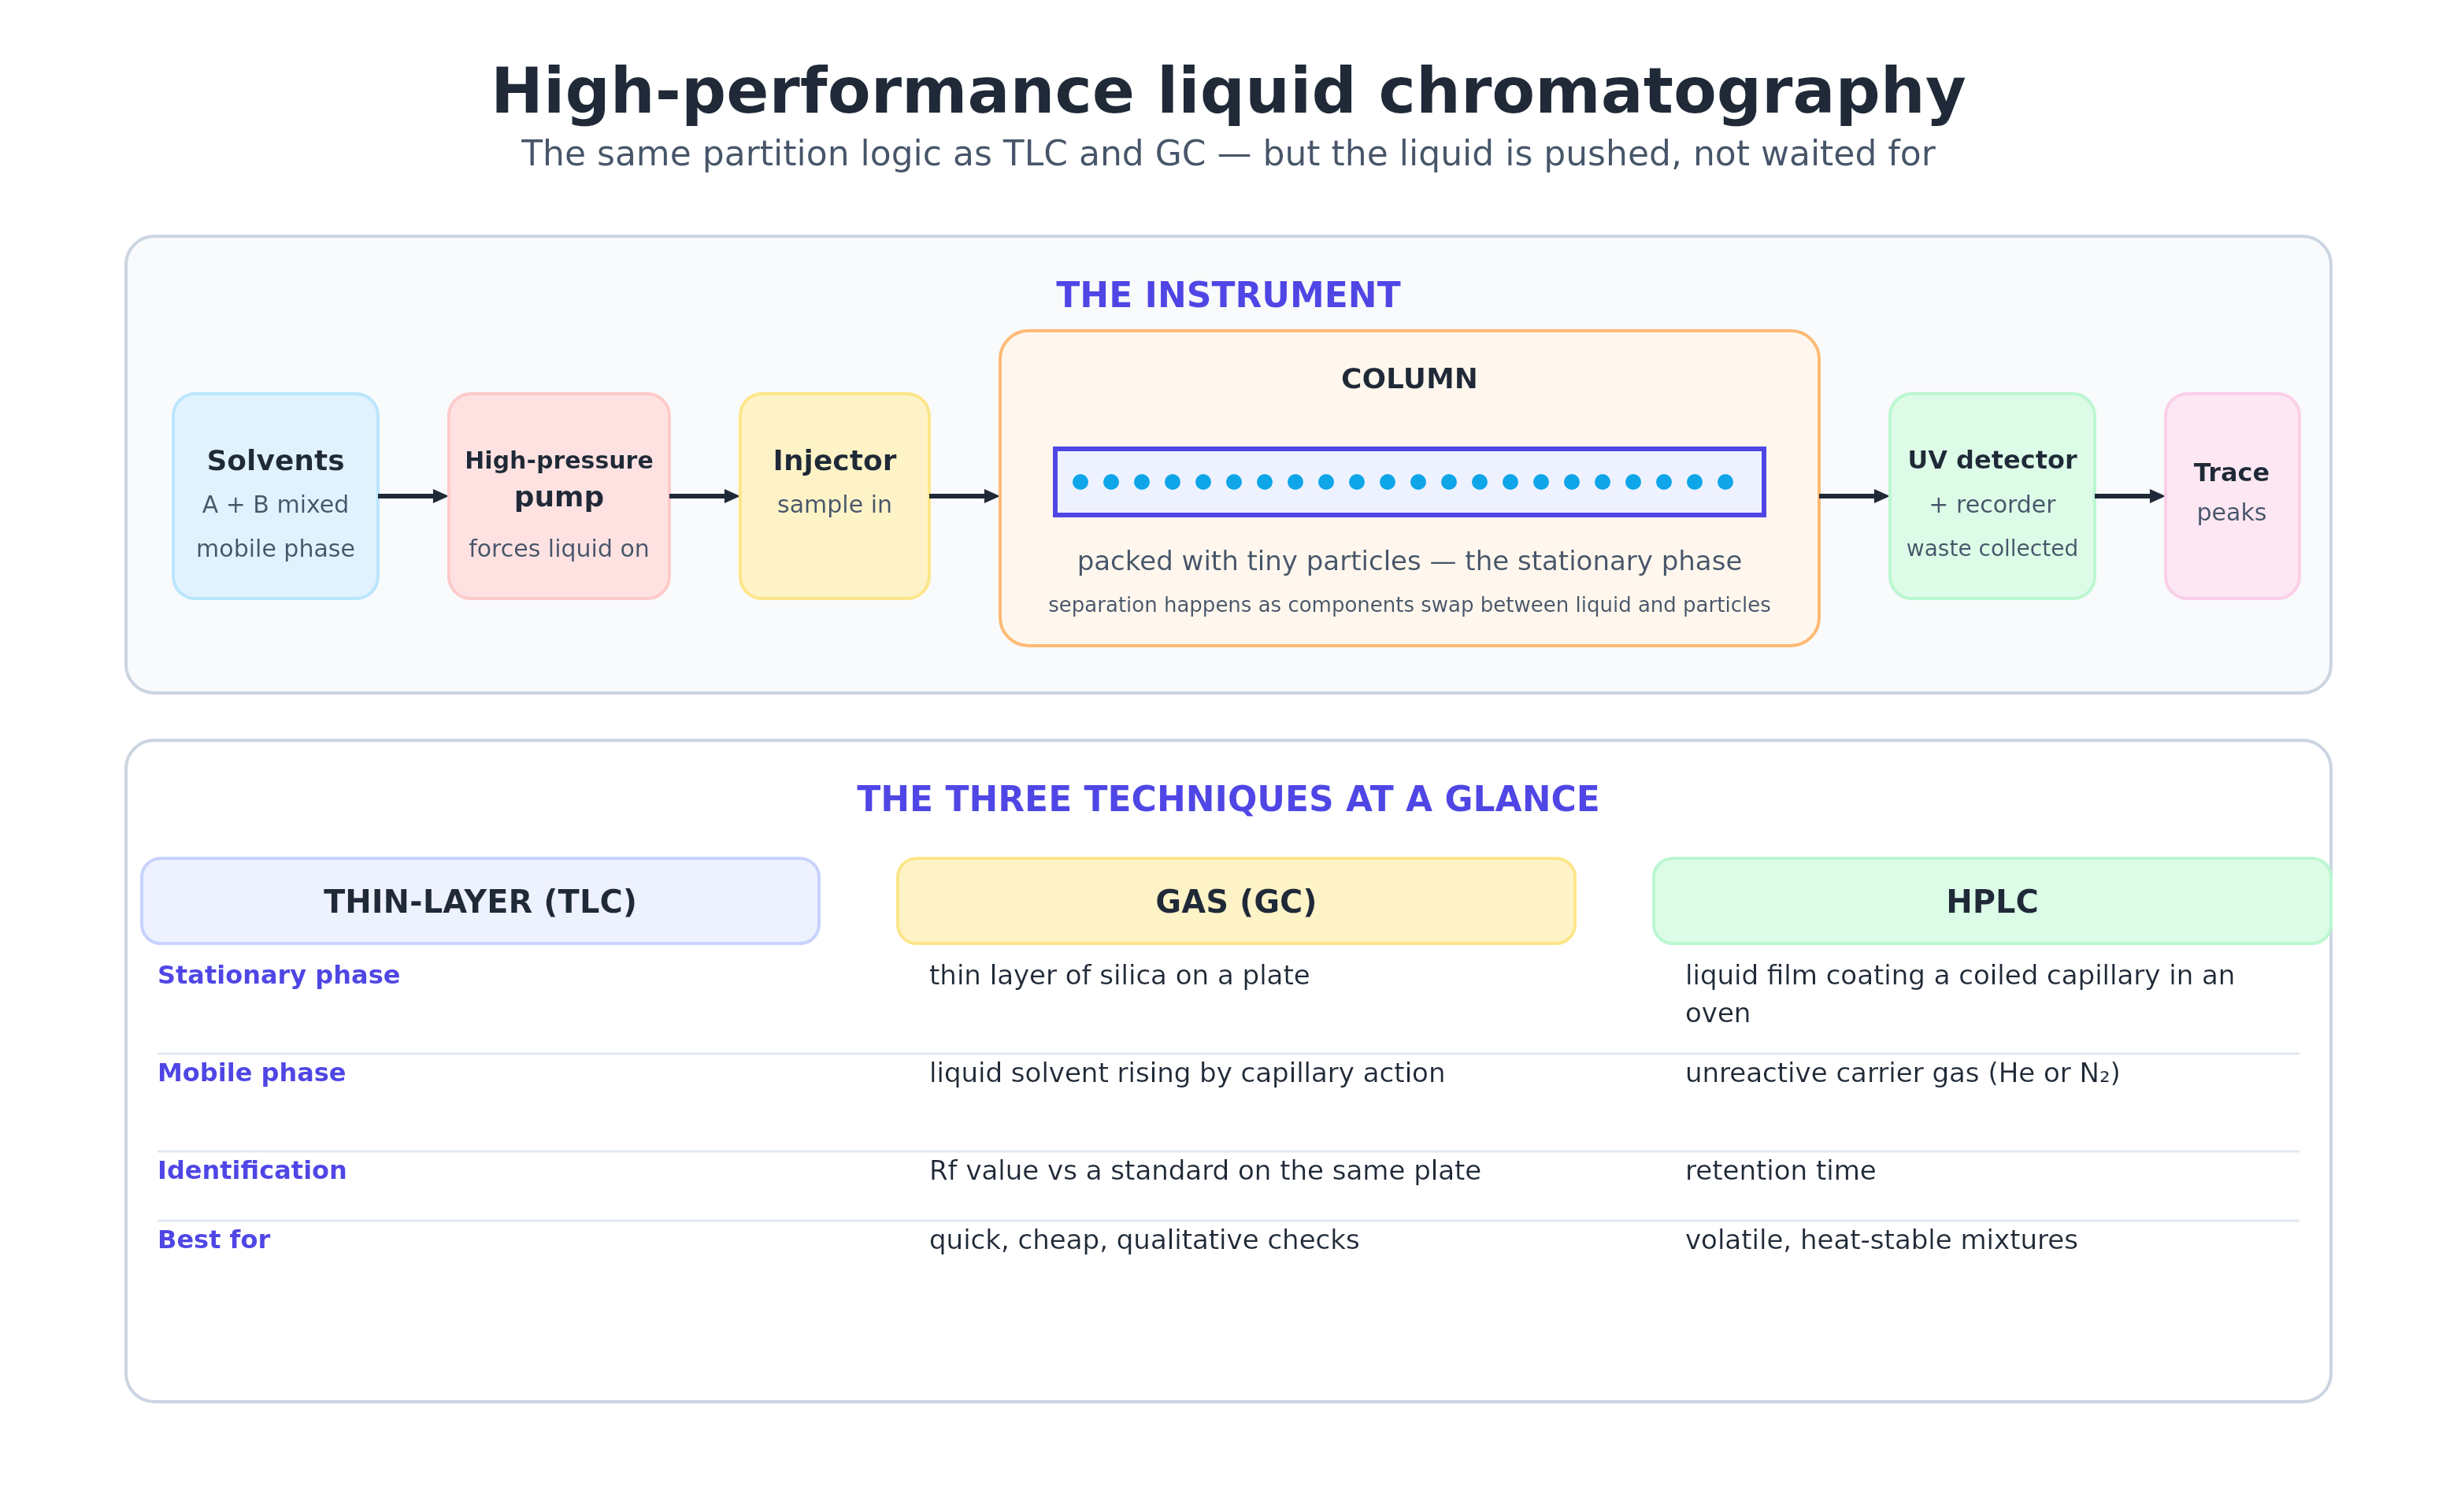 High-performance liquid chromatography
The same partition logic as TLC and GC — but the liquid is pushed, not waited for
THE INSTRUMENT
Solvents
A + B mixed
mobile phase
High-pressure
pump
forces liquid on
Injector
sample in
COLUMN
packed with tiny particles — the stationary phase
separation happens as components swap between liquid and particles
UV detector
+ recorder
waste collected
Trace
peaks
THE THREE TECHNIQUES AT A GLANCE
THIN-LAYER (TLC)
GAS (GC)
HPLC
Stationary phase
thin layer of silica on a plate
liquid film coating a coiled capillary in an
oven
Mobile phase
liquid solvent rising by capillary action
unreactive carrier gas (He or N₂)
Identification
Rf value vs a standard on the same plate
retention time
Best for
quick, cheap, qualitative checks
volatile, heat-stable mixtures